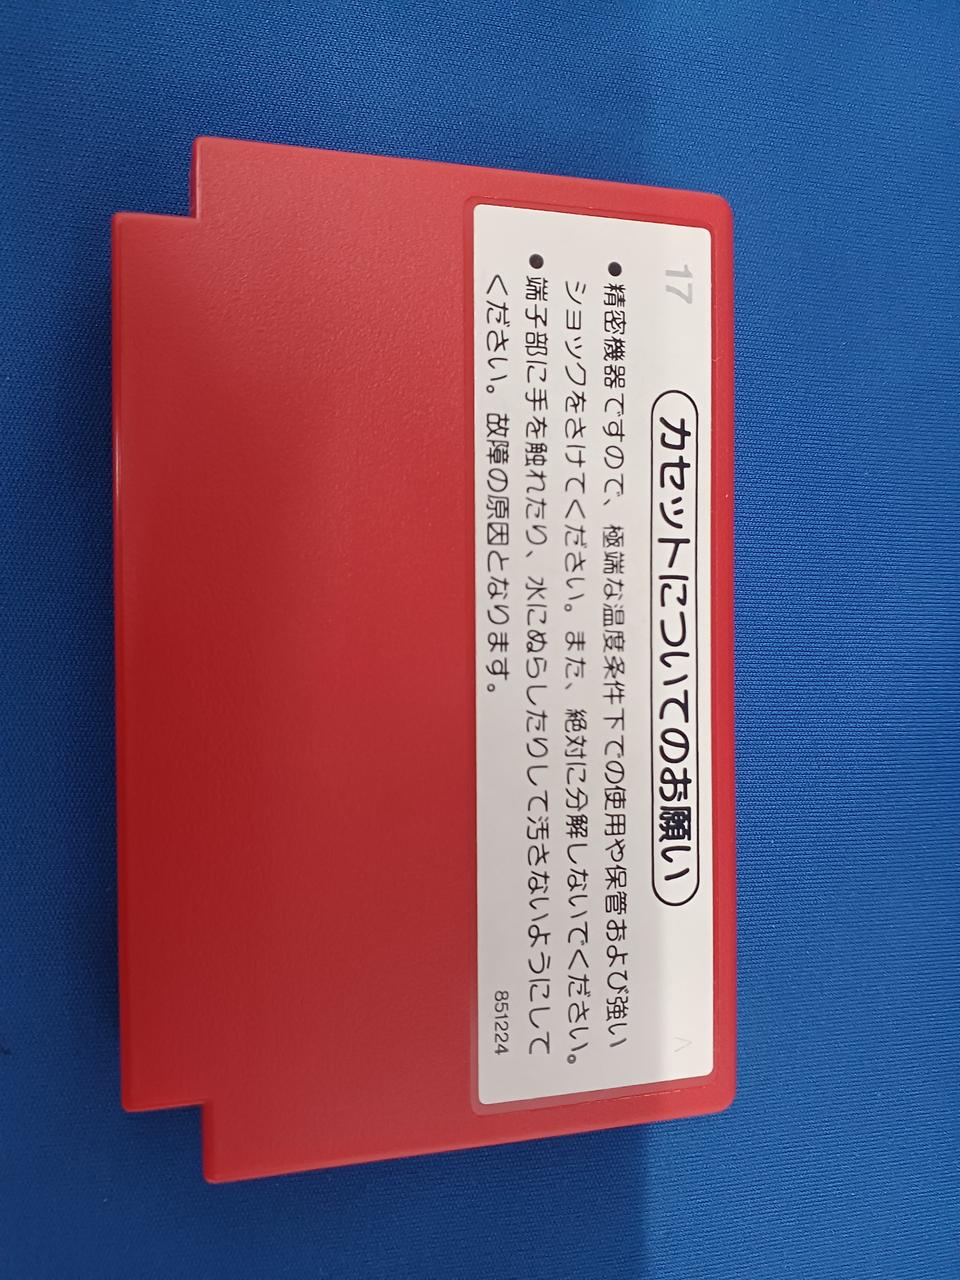 17
カセットについてのお願い
●精密機器ですので、極端な温度条件下での使用や保管および強い
ショックをさけてください。また、絶対に分解しないでください。
●端子部に手を触れたり、水にぬらしたりして汚さないようにして
ください。故障の原因となります。
851224